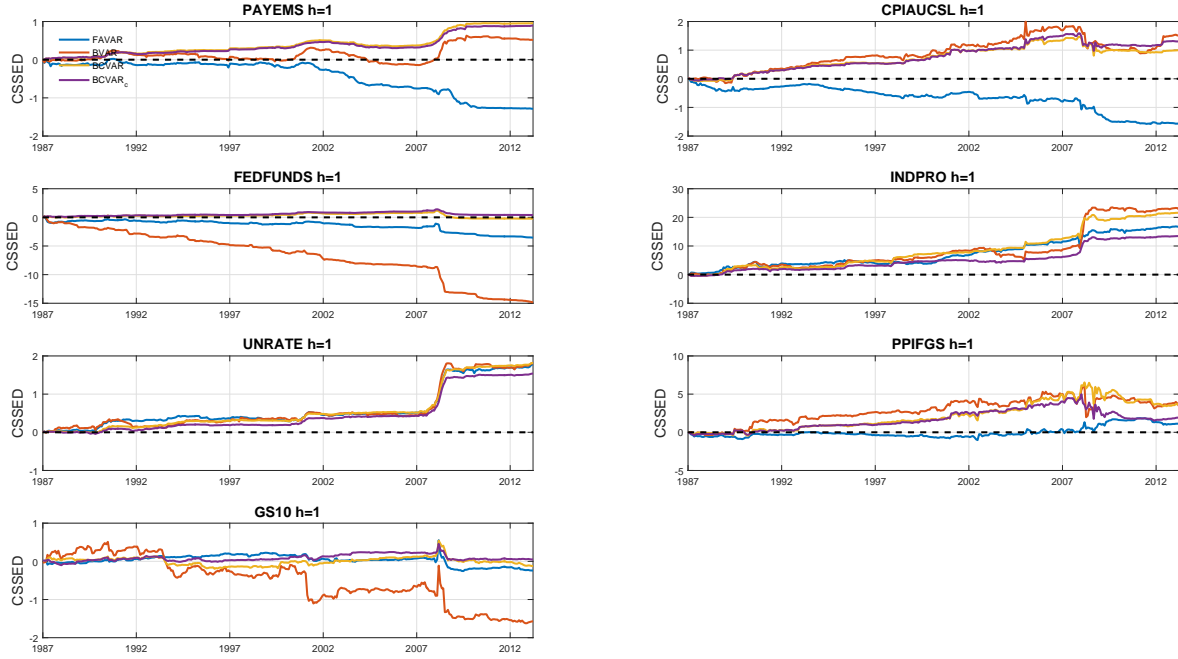 PAYEMS h=1
CSSED
2
1
0
-1
-2
FAVAR
BVAR
BCVAR
BCVAR_c
1987 1992 1997 2002 2007 2012
CPIAUCSL h=1
CSSED
2
1
0
-1
-2
1987 1992 1997 2002 2007 2012
FEDFUNDS h=1
CSSED
5
0
-5
-10
-15
1987 1992 1997 2002 2007 2012
INDPRO h=1
CSSED
30
20
10
0
-10
1987 1992 1997 2002 2007 2012
UNRATE h=1
CSSED
2
1
0
-1
1987 1992 1997 2002 2007 2012
PPIFGS h=1
CSSED
10
5
0
-5
1987 1992 1997 2002 2007 2012
GS10 h=1
CSSED
1
0
-1
-2
1987 1992 1997 2002 2007 2012